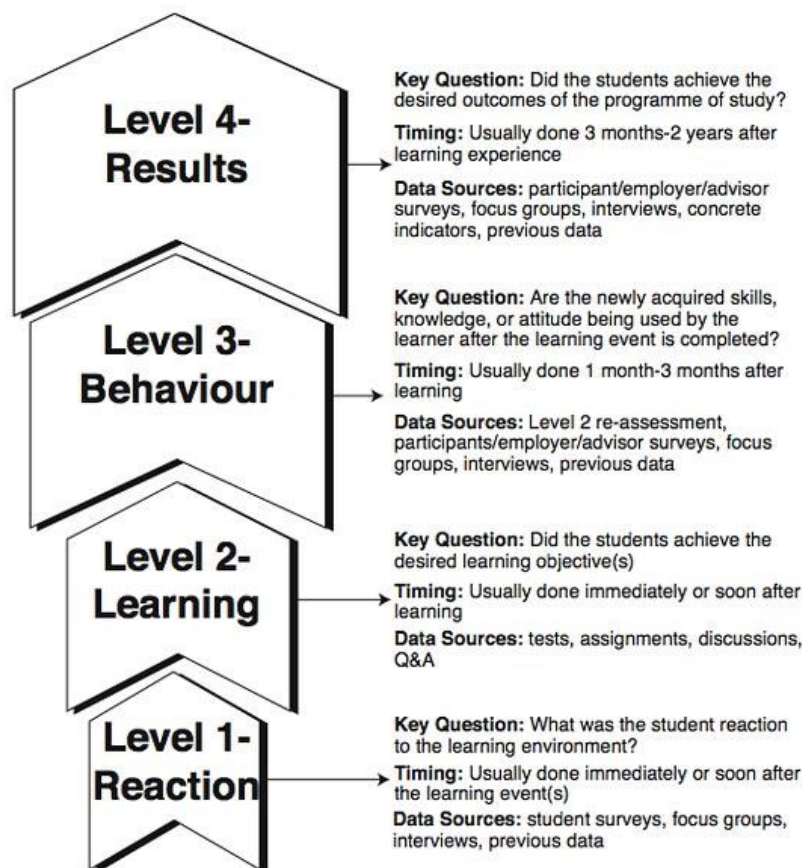 Level 4-
Results
Key Question: Did the students achieve the
desired outcomes of the programme of study?
Timing: Usually done 3 months-2 years after
learning experience
Data Sources: participant/employer/advisor
surveys, focus groups, interviews, concrete
indicators, previous data
Level 3-
Behaviour
Key Question: Are the newly acquired skills,
knowledge, or attitude being used by the
learner after the learning event is completed?
Timing: Usually done 1 month-3 months after
learning
Data Sources: Level 2 re-assessment,
participants/employer/advisor surveys, focus
groups, interviews, previous data
Level 2-
Learning
Key Question: Did the students achieve the
desired learning objective(s)
Timing: Usually done immediately or soon after
learning
Data Sources: tests, assignments, discussions,
Q&A
Level 1-
Reaction
Key Question: What was the student reaction
to the learning environment?
Timing: Usually done immediately or soon after
the learning event(s)
Data Sources: student surveys, focus groups,
interviews, previous data